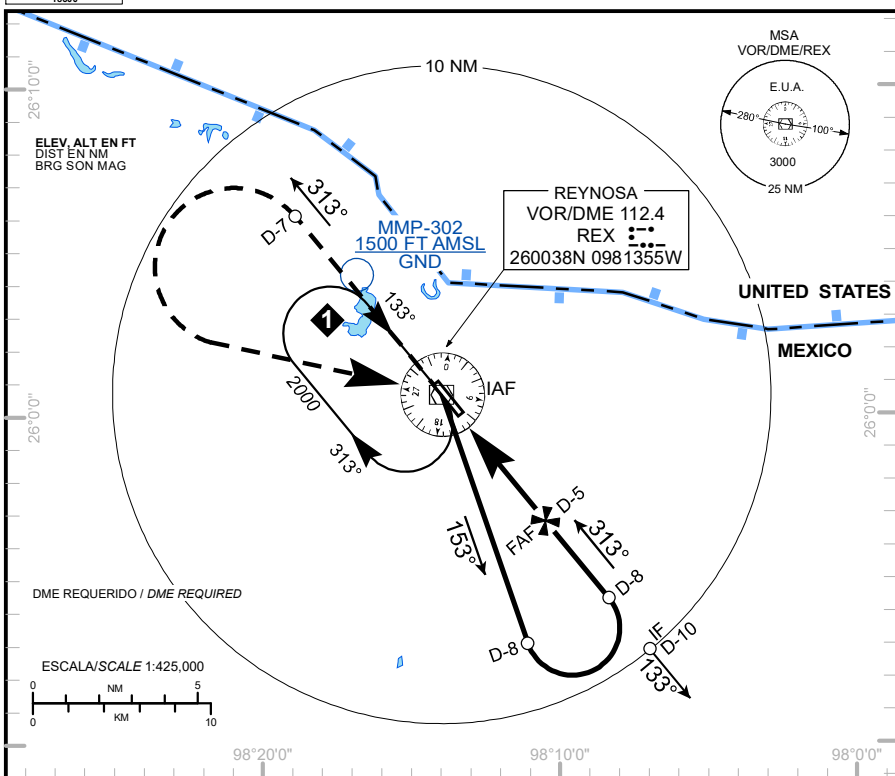 10 NM
MSA
VOR/DME/REX
E.U.A.
280°
100°
3000
25 NM
26°10'0"
ELEV, ALT EN FT
DIST EN NM
BRG SON MAG
313°
D-7
MMP-302
1500 FT AMSL
GND
REYNOSA
VOR/DME 112.4
REX
260038N 0981355W
UNITED STATES
MEXICO
1
133°
2000
313°
0
9
18
27
IAF
26°0'0"
26°0'0"
D-5
FAF
313°
153°
D-8
D-8
IF
D-10
133°
DME REQUERIDO / DME REQUIRED
ESCALA/SCALE 1:425,000
0
NM
5
0
KM
10
98°20'0"
98°10'0"
98°0'0"